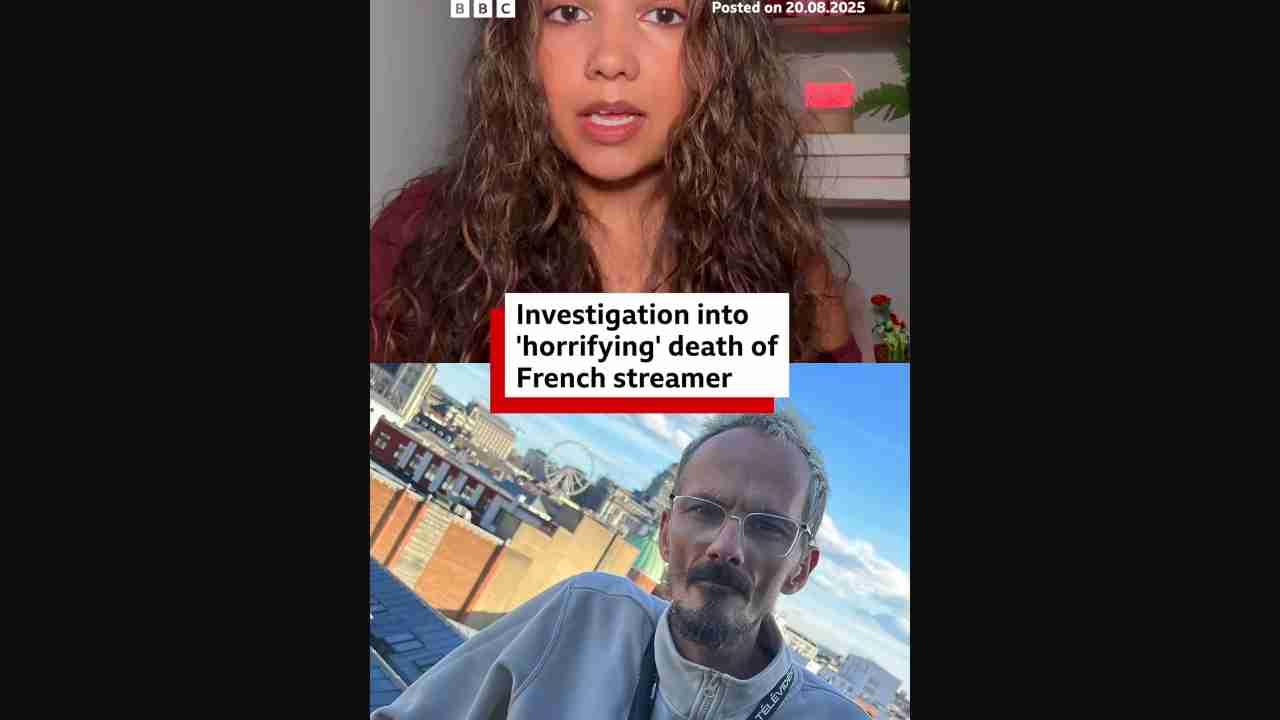 BBC
Posted on 20.08.2025
Investigation into
'horrifying' death of
French streamer